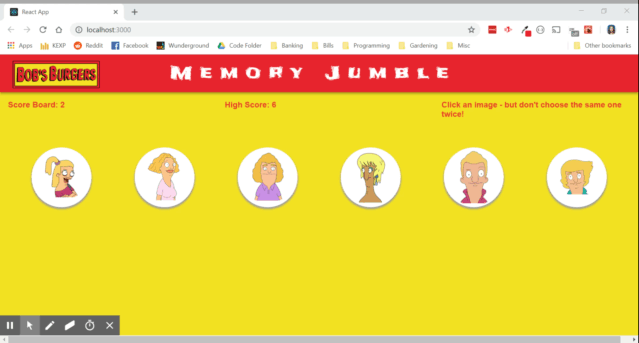 React App
localhost:3000
Apps KEXP Reddit Facebook Wunderground Code Folder Banking Bills Programming Gardening Misc Other bookmarks
BOB'S BURGERS
MEMORY JUMBLE
Score Board: 2 High Score: 6 Click an image - but don't choose the same one
twice!